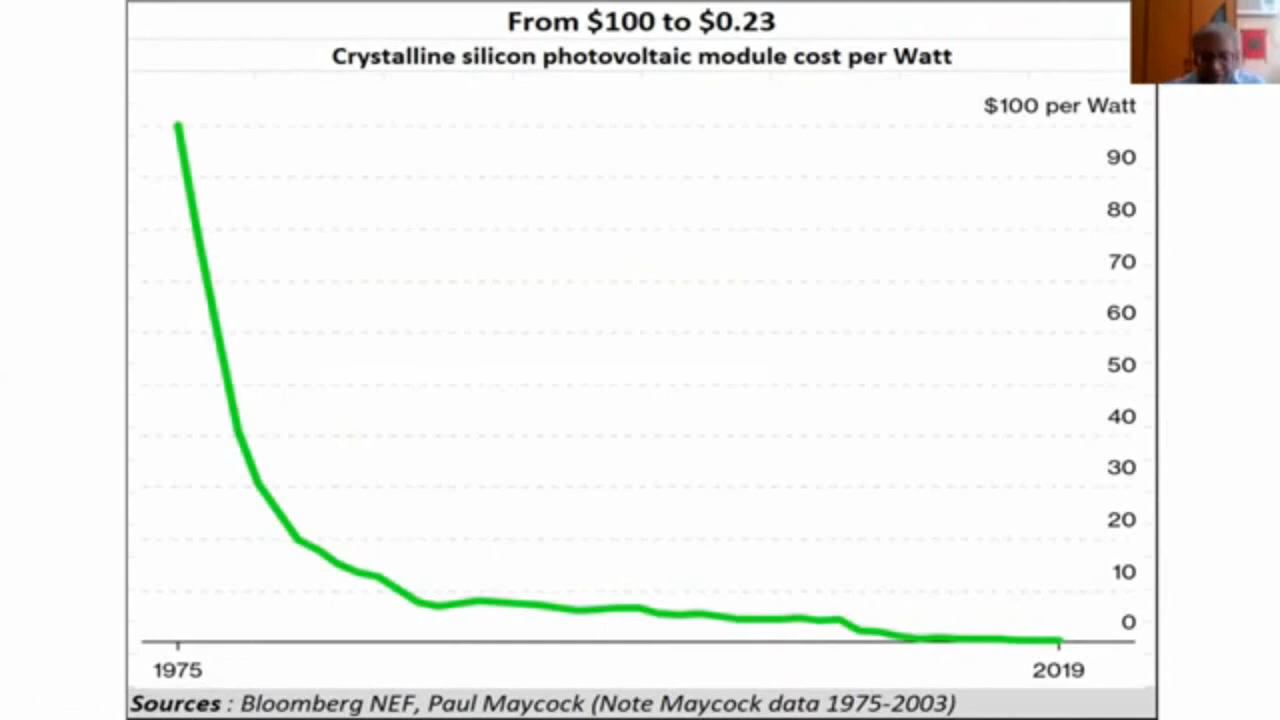 From $100 to $0.23
Crystalline silicon photovoltaic module cost per Watt
$100 per Watt
90
80
70
60
50
40
30
20
10
0
1975 2019
Sources : Bloomberg NEF, Paul Maycock (Note Maycock data 1975-2003)